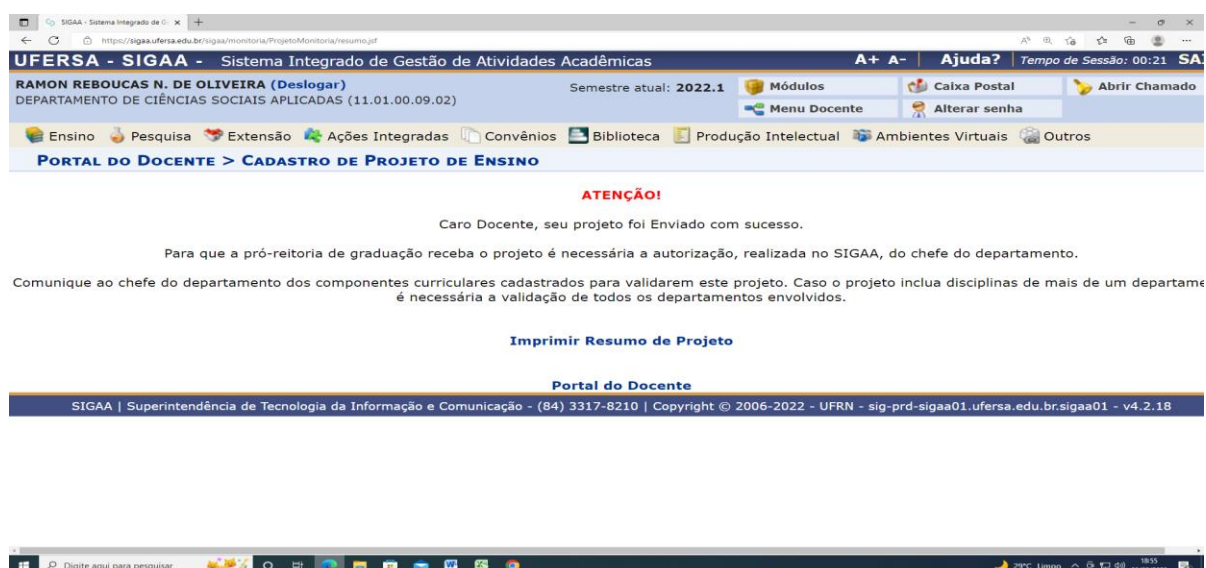 SIGAA - Sistema Integrado de G
https://sigaa.ufersa.edu.br/sigaa/monitoria/ProjetoMonitoria/resumo.jsf
UFERSA - SIGAA - Sistema Integrado de Gestão de Atividades Acadêmicas A+ A- Ajuda? Tempo de Sessão: 00:21 SAI
RAMON REBOUCAS N. DE OLIVEIRA (Deslogar) Semestre atual: 2022.1 Módulos Caixa Postal Abrir Chamado
DEPARTAMENTO DE CIÊNCIAS SOCIAIS APLICADAS (11.01.00.09.02) Menu Docente Alterar senha
Ensino Pesquisa Extensão Ações Integradas Convênios Biblioteca Produção Intelectual Ambientes Virtuais Outros
PORTAL DO DOCENTE > CADASTRO DE PROJETO DE ENSINO
ATENÇÃO!
Caro Docente, seu projeto foi Enviado com sucesso.
Para que a pró-reitoria de graduação receba o projeto é necessária a autorização, realizada no SIGAA, do chefe do departamento.
Comunique ao chefe do departamento dos componentes curriculares cadastrados para validarem este projeto. Caso o projeto inclua disciplinas de mais de um departame
é necessária a validação de todos os departamentos envolvidos.
Imprimir Resumo de Projeto
Portal do Docente
SIGAA | Superintendência de Tecnologia da Informação e Comunicação - (84) 3317-8210 | Copyright © 2006-2022 - UFRN - sig-prd-sigaa01.ufersa.edu.br.sigaa01 - v4.2.18
Digite aqui para pesquisar 29°C Limpo 18:55